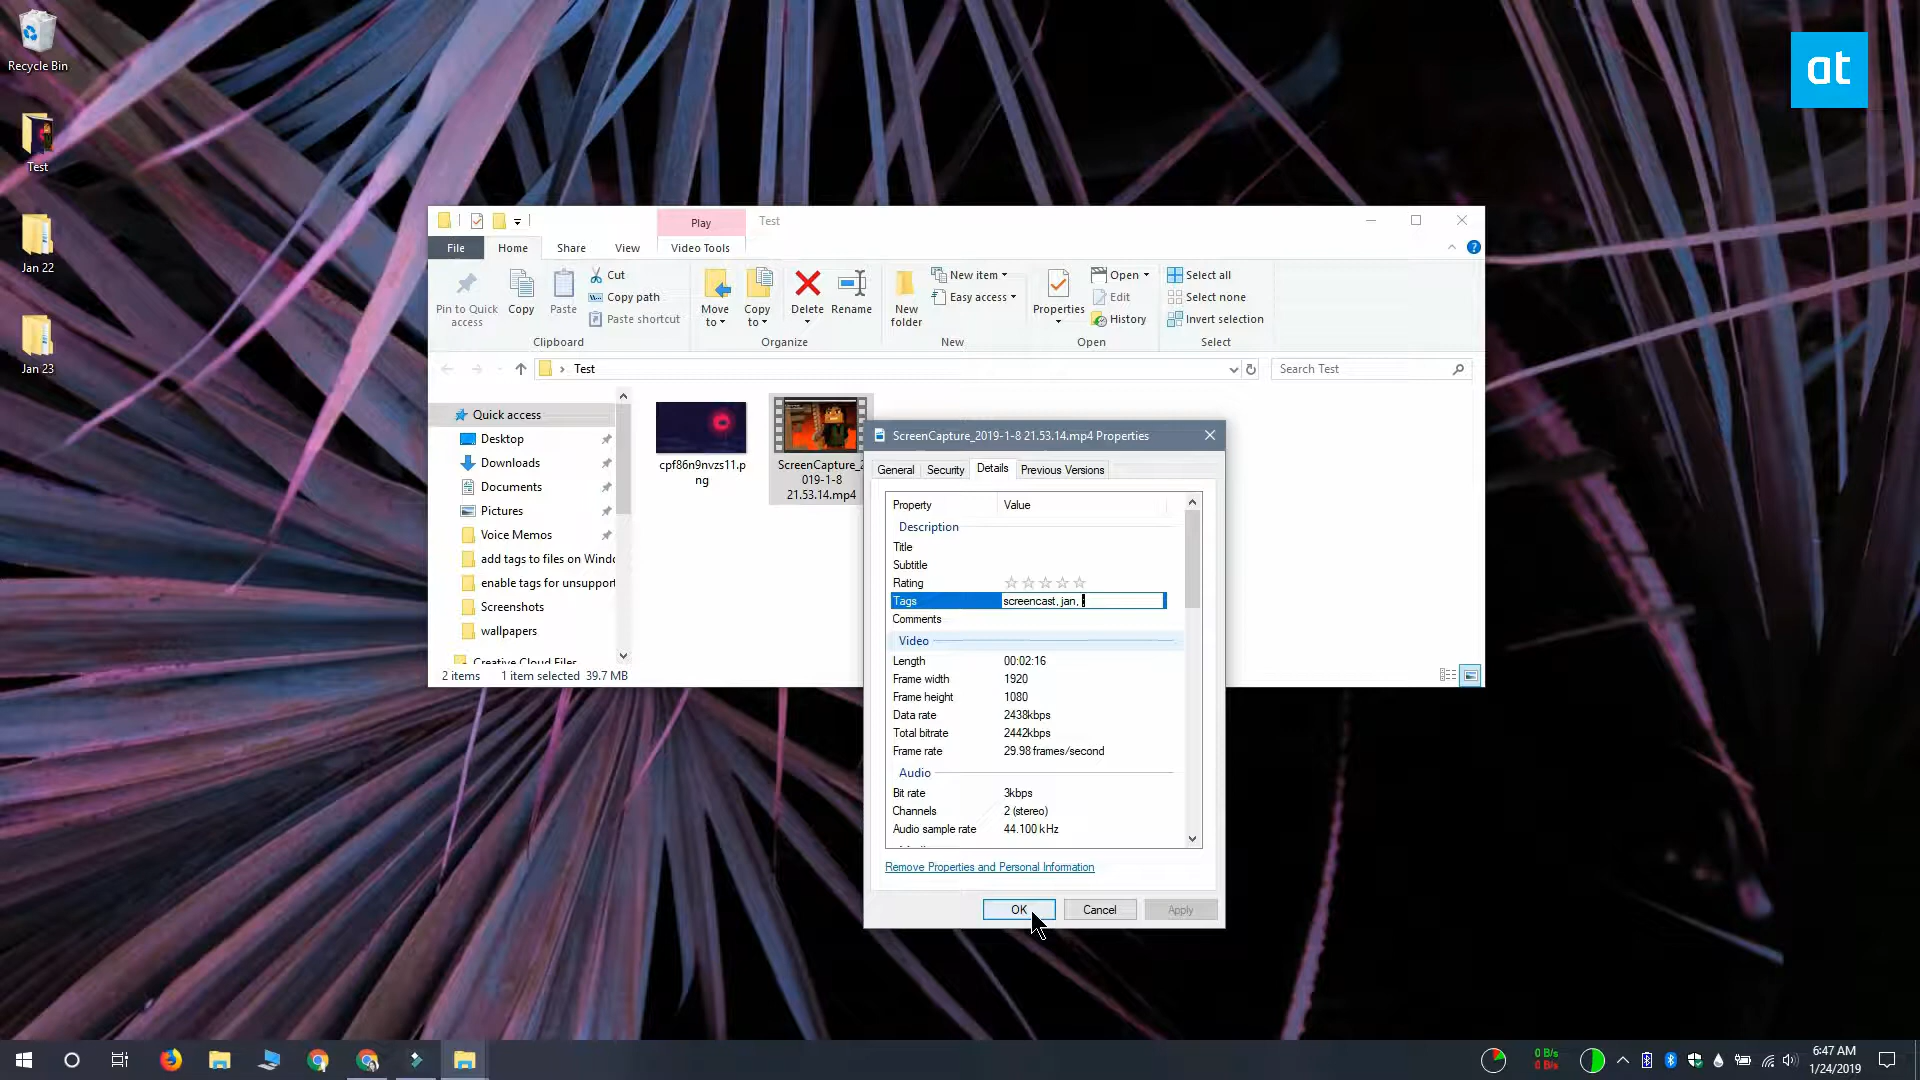 Recycle Bin
at
Test
Jan 22
Jan 23
Play
Test
File
Home
Share
View
Video Tools
Pin to Quick access
Copy
Paste
Cut
Copy path
Paste shortcut
Clipboard
Move to
Copy to
Delete
Rename
Organize
New folder
New item
Easy access
New
Properties
Open
Edit
History
Open
Select all
Select none
Invert selection
Select
Test
Search Test
Quick access
Desktop
Downloads
Documents
Pictures
Voice Memos
add tags to files on Windo
enable tags for unsupport
Screenshots
wallpapers
Creative Cloud Files
cpf86n9nvzs11.p
ng
ScreenCapture_2
019-1-8
21.53.14.mp4
2 items
1 item selected 39.7 MB
ScreenCapture_2019-1-8 21.53.14.mp4 Properties
General
Security
Details
Previous Versions
Property Value
Description
Title
Subtitle
Rating
Tags screencast, jan, ;
Comments
Video
Length 00:02:16
Frame width 1920
Frame height 1080
Data rate 2438kbps
Total bitrate 2442kbps
Frame rate 29.98 frames/second
Audio
Bit rate 3kbps
Channels 2 (stereo)
Audio sample rate 44.100 kHz
Remove Properties and Personal Information
OK
Cancel
Apply
0 B/s
0 B/s
6:47 AM
1/24/2019